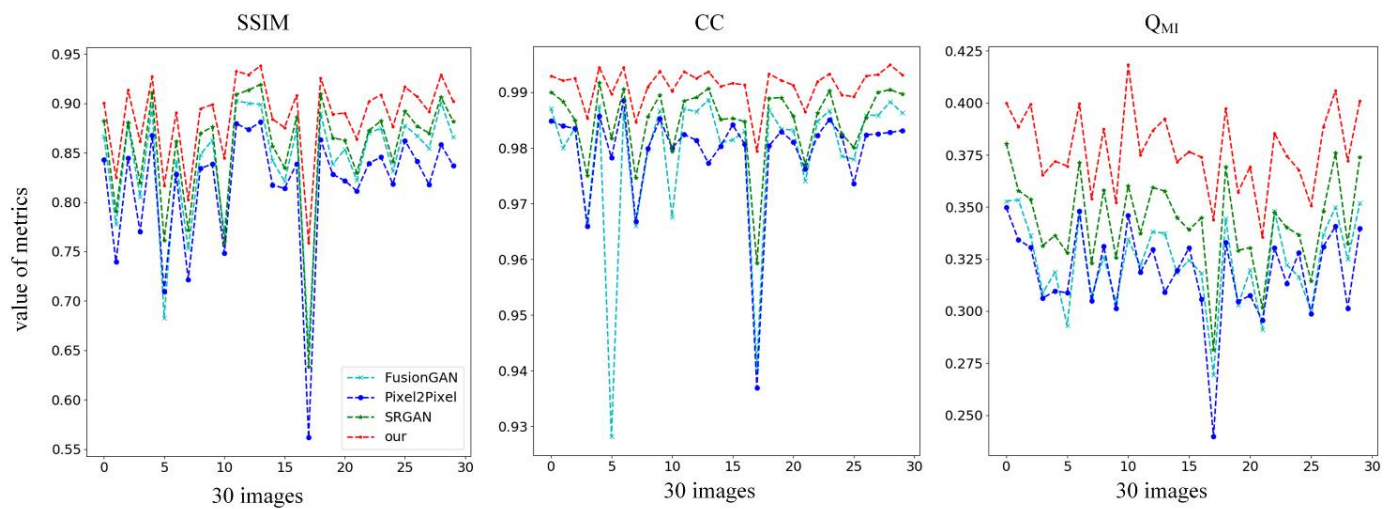 SSIM
CC
Q_MI
value of metrics
0.95
0.90
0.85
0.80
0.75
0.70
0.65
0.60
0.55
FusionGAN
Pixel2Pixel
SRGAN
our
0 5 10 15 20 25 30
30 images
0.99
0.98
0.97
0.96
0.95
0.94
0.93
0 5 10 15 20 25 30
30 images
0.425
0.400
0.375
0.350
0.325
0.300
0.275
0.250
0 5 10 15 20 25 30
30 images